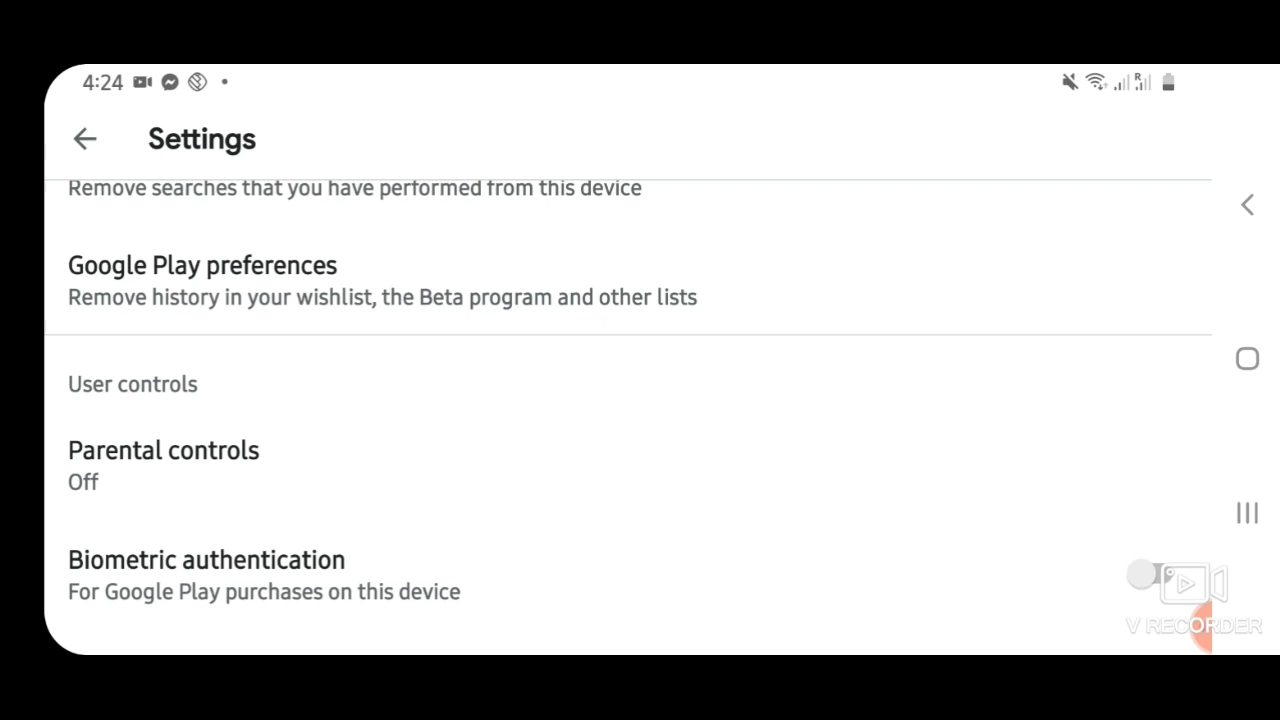 4:24
Settings
Remove searches that you have performed from this device
Google Play preferences
Remove history in your wishlist, the Beta program and other lists
User controls
Parental controls
Off
Biometric authentication
For Google Play purchases on this device
V RECORDER